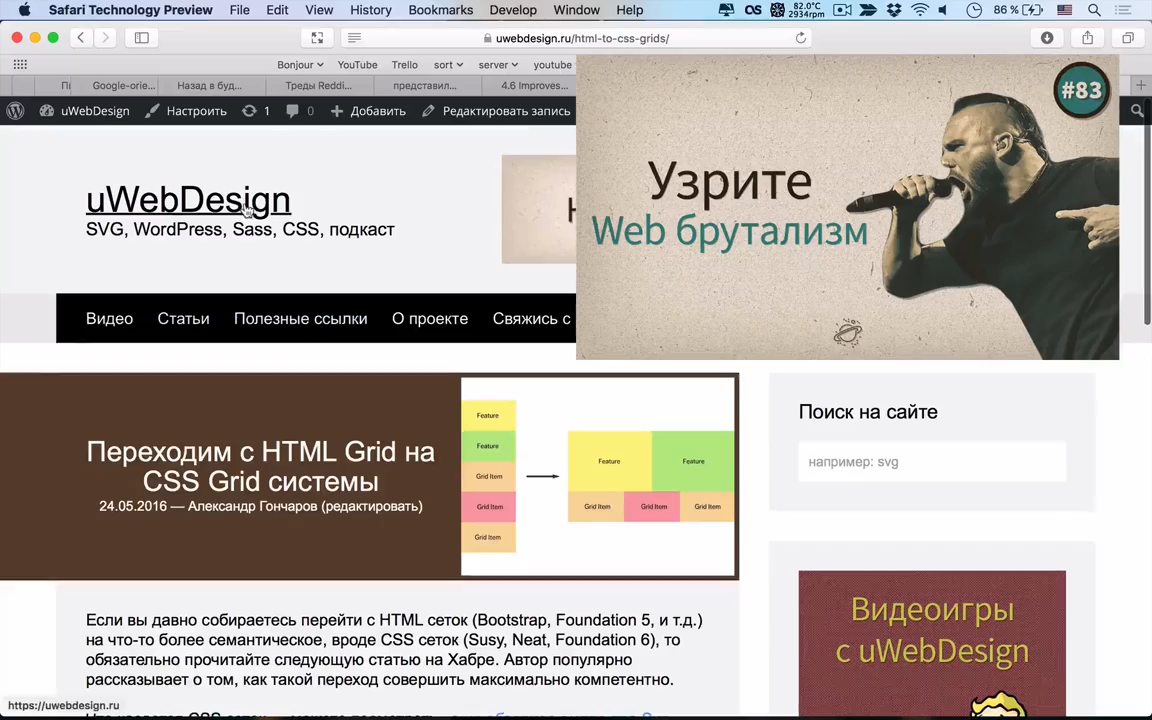 Safari Technology Preview File Edit View History Bookmarks Develop Window Help
82.0°C
2934rpm
86 %
uwebdesign.ru/html-to-css-grids/
Bonjour YouTube Trello sort server youtube
Google-orie... Назад в буд... Треды Reddi... представил... 4.6 Improves...
uWebDesign Настроить 1 0 Добавить Редактировать запись
#83
Узрите
Web брутализм
uWebDesign
SVG, WordPress, Sass, CSS, подкаст
Видео Статьи Полезные ссылки О проекте Свяжись с
Переходим с HTML Grid на
CSS Grid системы
24.05.2016 — Александр Гончаров (редактировать)
Feature
Feature
Grid Item
Grid Item
Grid Item
Feature Feature
Grid Item Grid Item Grid Item
Поиск на сайте
например: svg
Если вы давно собираетесь перейти с HTML сеток (Bootstrap, Foundation 5, и т.д.)
на что-то более семантическое, вроде CSS сеток (Susy, Neat, Foundation 6), то
обязательно прочитайте следующую статью на Хабре. Автор популярно
рассказывает о том, как такой переход совершить максимально компетентно.
Видеоигры
с uWebDesign
https://uwebdesign.ru